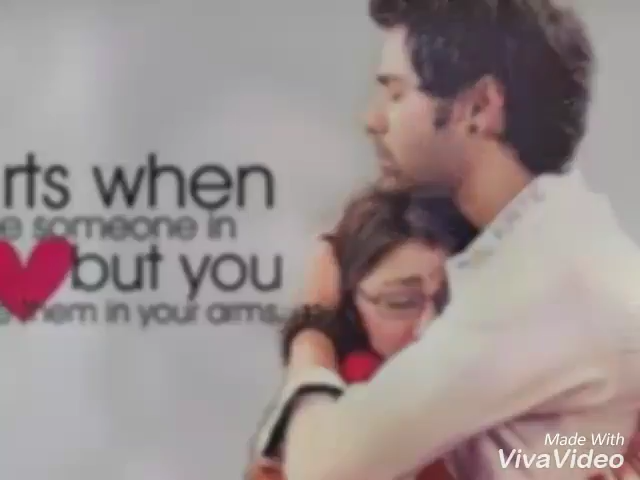 rts when
e someone in
but you
e them in your arms
Made With
VivaVideo